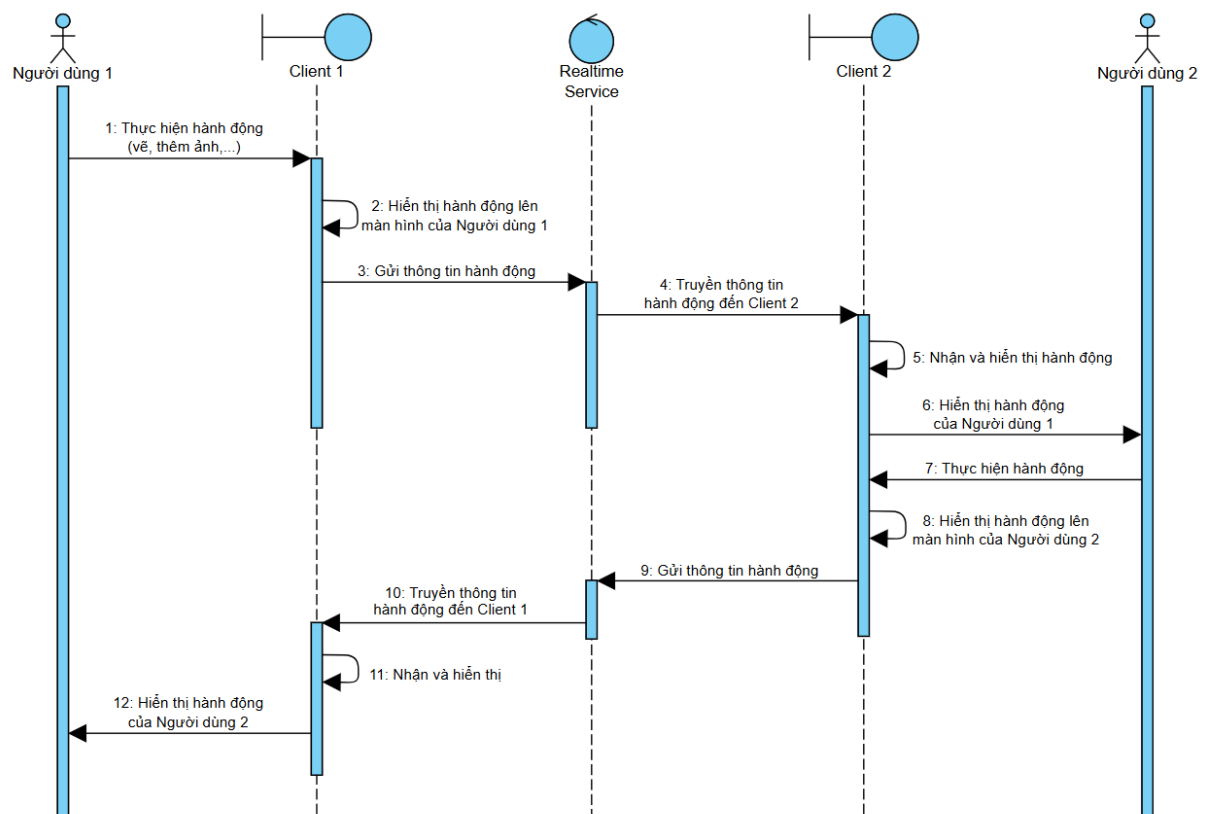 Người dùng 1
Client 1
Realtime
Service
Client 2
Người dùng 2
1: Thực hiện hành động
(vẽ, thêm ảnh,...)
2: Hiển thị hành động lên
màn hình của Người dùng 1
3: Gửi thông tin hành động
4: Truyền thông tin
hành động đến Client 2
5: Nhận và hiển thị hành động
6: Hiển thị hành động
của Người dùng 1
7: Thực hiện hành động
8: Hiển thị hành động lên
màn hình của Người dùng 2
9: Gửi thông tin hành động
10: Truyền thông tin
hành động đến Client 1
11: Nhận và hiển thị
12: Hiển thị hành động
của Người dùng 2